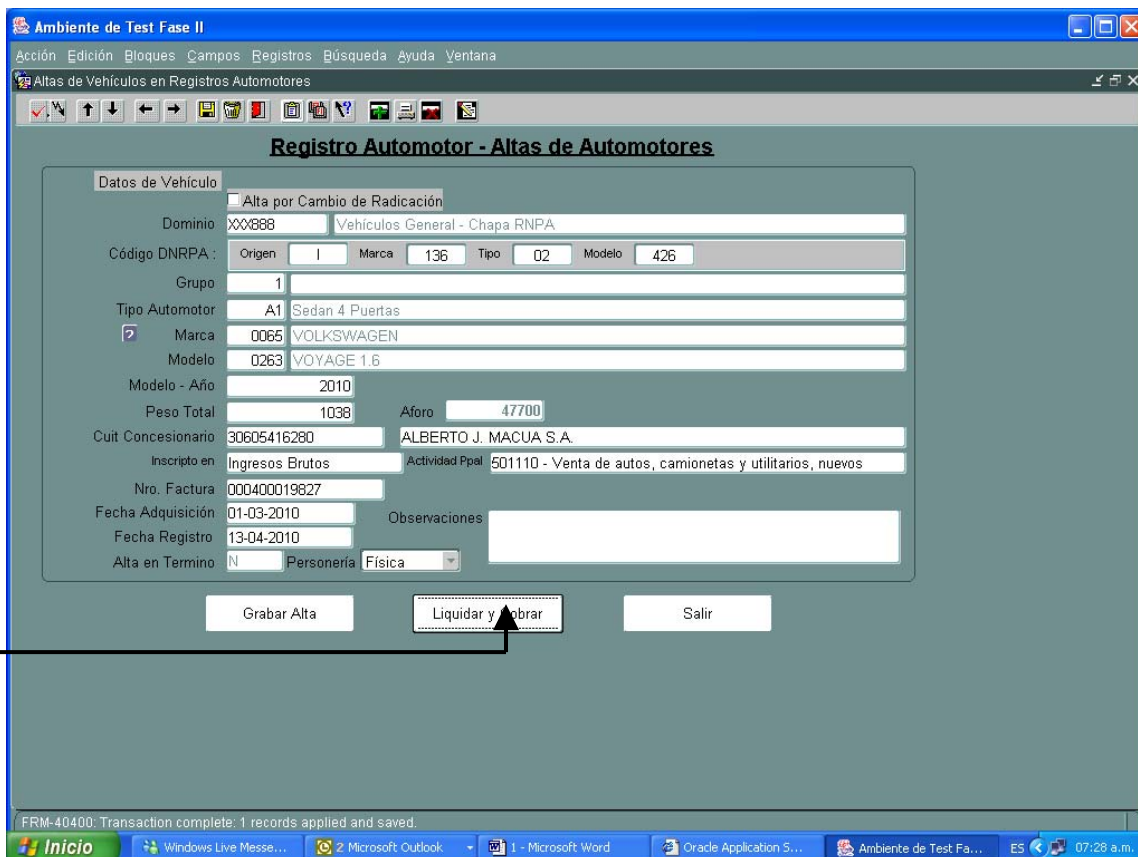 Ambiente de Test Fase II
Acción Edición Bloques Campos Registros Búsqueda Ayuda Ventana
Altas de Vehículos en Registros Automotores
Registro Automotor - Altas de Automotores
Datos de Vehículo
Alta por Cambio de Radicación
Dominio XXX888 Vehículos General - Chapa RNPA
Código DNRPA : Origen I Marca 136 Tipo 02 Modelo 426
Grupo 1
Tipo Automotor A1 Sedan 4 Puertas
Marca 0065 VOLKSWAGEN
Modelo 0263 VOYAGE 1.6
Modelo - Año 2010
Peso Total 1038 Aforo 47700
Cuit Concesionario 30605416280 ALBERTO J. MACUA S.A.
Inscripto en Ingresos Brutos Actividad Ppal 501110 - Venta de autos, camionetas y utilitarios, nuevos
Nro. Factura 000400019827
Fecha Adquisición 01-03-2010 Observaciones
Fecha Registro 13-04-2010
Alta en Termino N Personería Física
Grabar Alta Liquidar y Cobrar Salir
FRM-40400: Transaction complete: 1 records applied and saved.
Inicio Windows Live Messe... 2 Microsoft Outlook 1 - Microsoft Word Oracle Application S... Ambiente de Test Fa... ES 07:28 a.m.